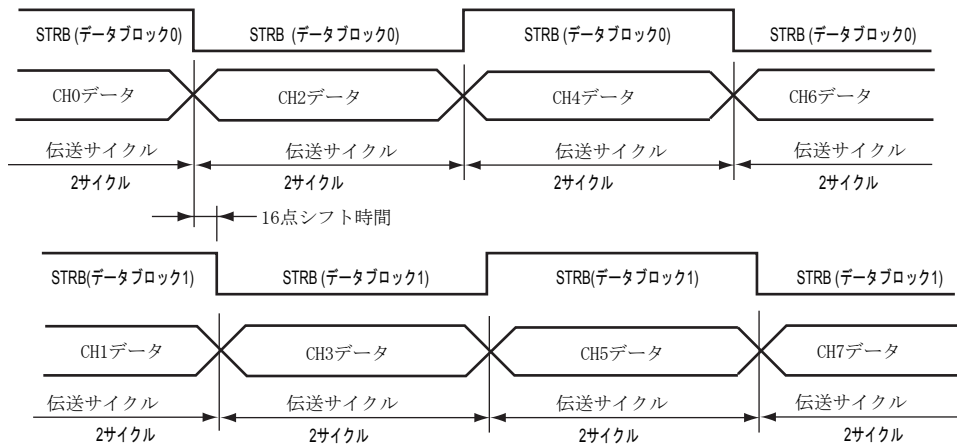 STRB (データブロック0) STRB (データブロック0) STRB (データブロック0) STRB (データブロック0)
CH0データ CH2データ CH4データ CH6データ
伝送サイクル 伝送サイクル 伝送サイクル 伝送サイクル
2サイクル 2サイクル 2サイクル 2サイクル
16点シフト時間
STRB(データブロック1) STRB (データブロック1) STRB(データブロック1) STRB (データブロック1)
CH1データ CH3データ CH5データ CH7データ
伝送サイクル 伝送サイクル 伝送サイクル 伝送サイクル
2サイクル 2サイクル 2サイクル 2サイクル